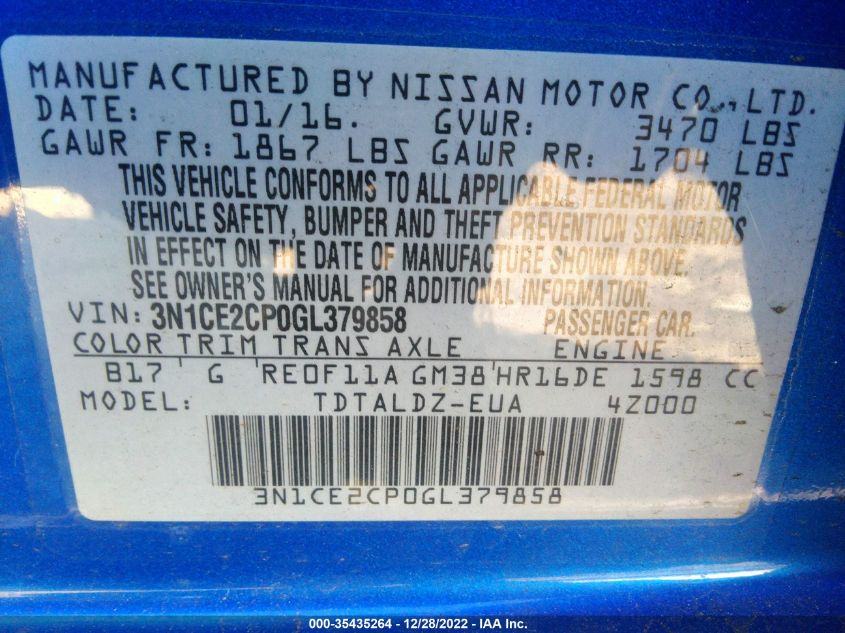 MANUFACTURED BY NISSAN MOTOR CO., LTD.
DATE: 01/16. GVWR: 3470 LBS
GAWR FR: 1867 LBS GAWR RR: 1704 LBS
THIS VEHICLE CONFORMS TO ALL APPLICABLE FEDERAL MOTOR
VEHICLE SAFETY, BUMPER AND THEFT PREVENTION STANDARDS
IN EFFECT ON THE DATE OF MANUFACTURE SHOWN ABOVE.
SEE OWNER'S MANUAL FOR ADDITIONAL INFORMATION.
VIN: 3N1CE2CP0GL379858 PASSENGER CAR.
COLOR TRIM TRANS AXLE ENGINE
B17 G RE0F11A GM38 HR16DE 1598 CC
MODEL: TDTALDZ-EUA 4Z000
3N1CE2CP0GL379858
000-35435264 - 12/28/2022 - IAA Inc.